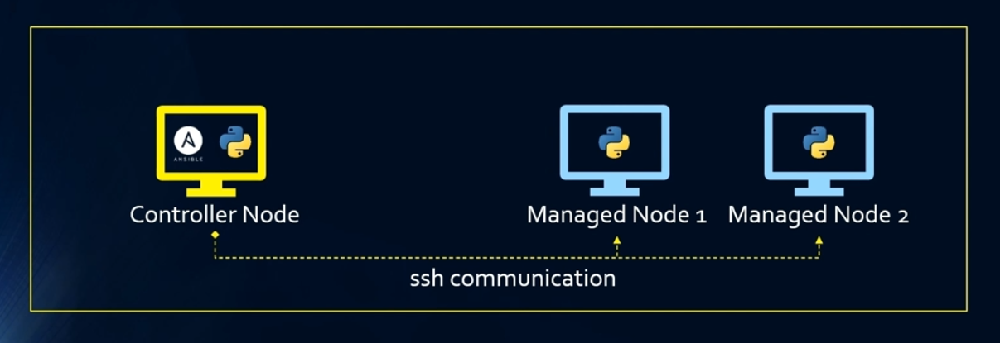 ANSIBLE
Controller Node
Managed Node 1
Managed Node 2
ssh communication